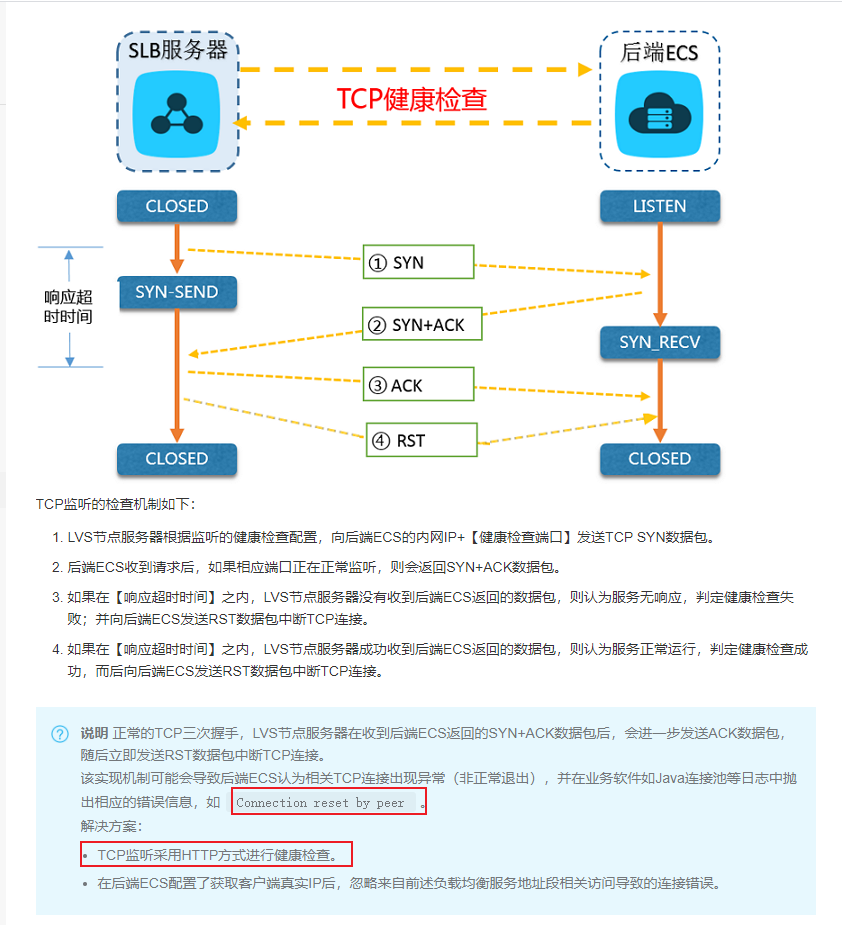 SLB服务器
后端ECS
TCP健康检查
CLOSED
LISTEN
① SYN
响应超
时时间
SYN-SEND
② SYN+ACK
SYN_RECV
③ ACK
④ RST
CLOSED
CLOSED
TCP监听的检查机制如下：
1. LVS节点服务器根据监听的健康检查配置，向后端ECS的内网IP+【健康检查端口】发送TCP SYN数据包。
2. 后端ECS收到请求后，如果相应端口正在正常监听，则会返回SYN+ACK数据包。
3. 如果在【响应超时时间】之内，LVS节点服务器没有收到后端ECS返回的数据包，则认为服务无响应，判定健康检查失
败；并向后端ECS发送RST数据包中断TCP连接。
4. 如果在【响应超时时间】之内，LVS节点服务器成功收到后端ECS返回的数据包，则认为服务正常运行，判定健康检查成
功，而后向后端ECS发送RST数据包中断TCP连接。
说明 正常的TCP三次握手，LVS节点服务器在收到后端ECS返回的SYN+ACK数据包后，会进一步发送ACK数据包，
随后立即发送RST数据包中断TCP连接。
该实现机制可能会导致后端ECS认为相关TCP连接出现异常（非正常退出），并在业务软件如Java连接池等日志中抛
出相应的错误信息，如 Connection reset by peer 。
解决方案：
• TCP监听采用HTTP方式进行健康检查。
• 在后端ECS配置了获取客户端真实IP后，忽略来自前述负载均衡服务地址段相关访问导致的连接错误。